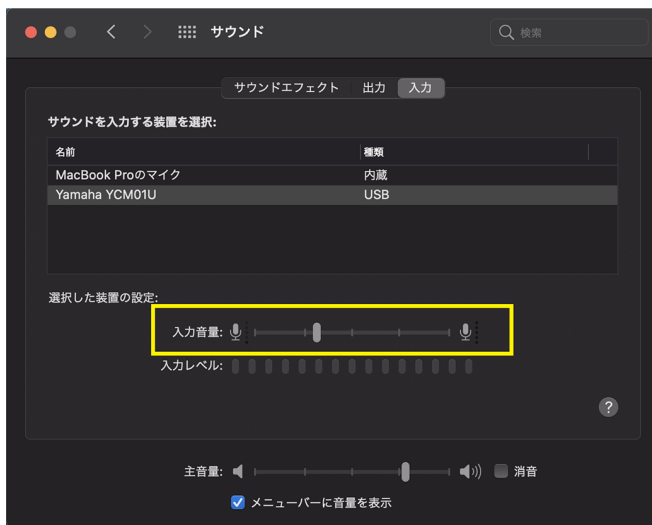 サウンド
検索
サウンドエフェクト 出力 入力
サウンドを入力する装置を選択:
名前 種類
MacBook Proのマイク 内蔵
Yamaha YCM01U USB
選択した装置の設定:
入力音量:
入力レベル:
?
主音量: 消音
メニューバーに音量を表示